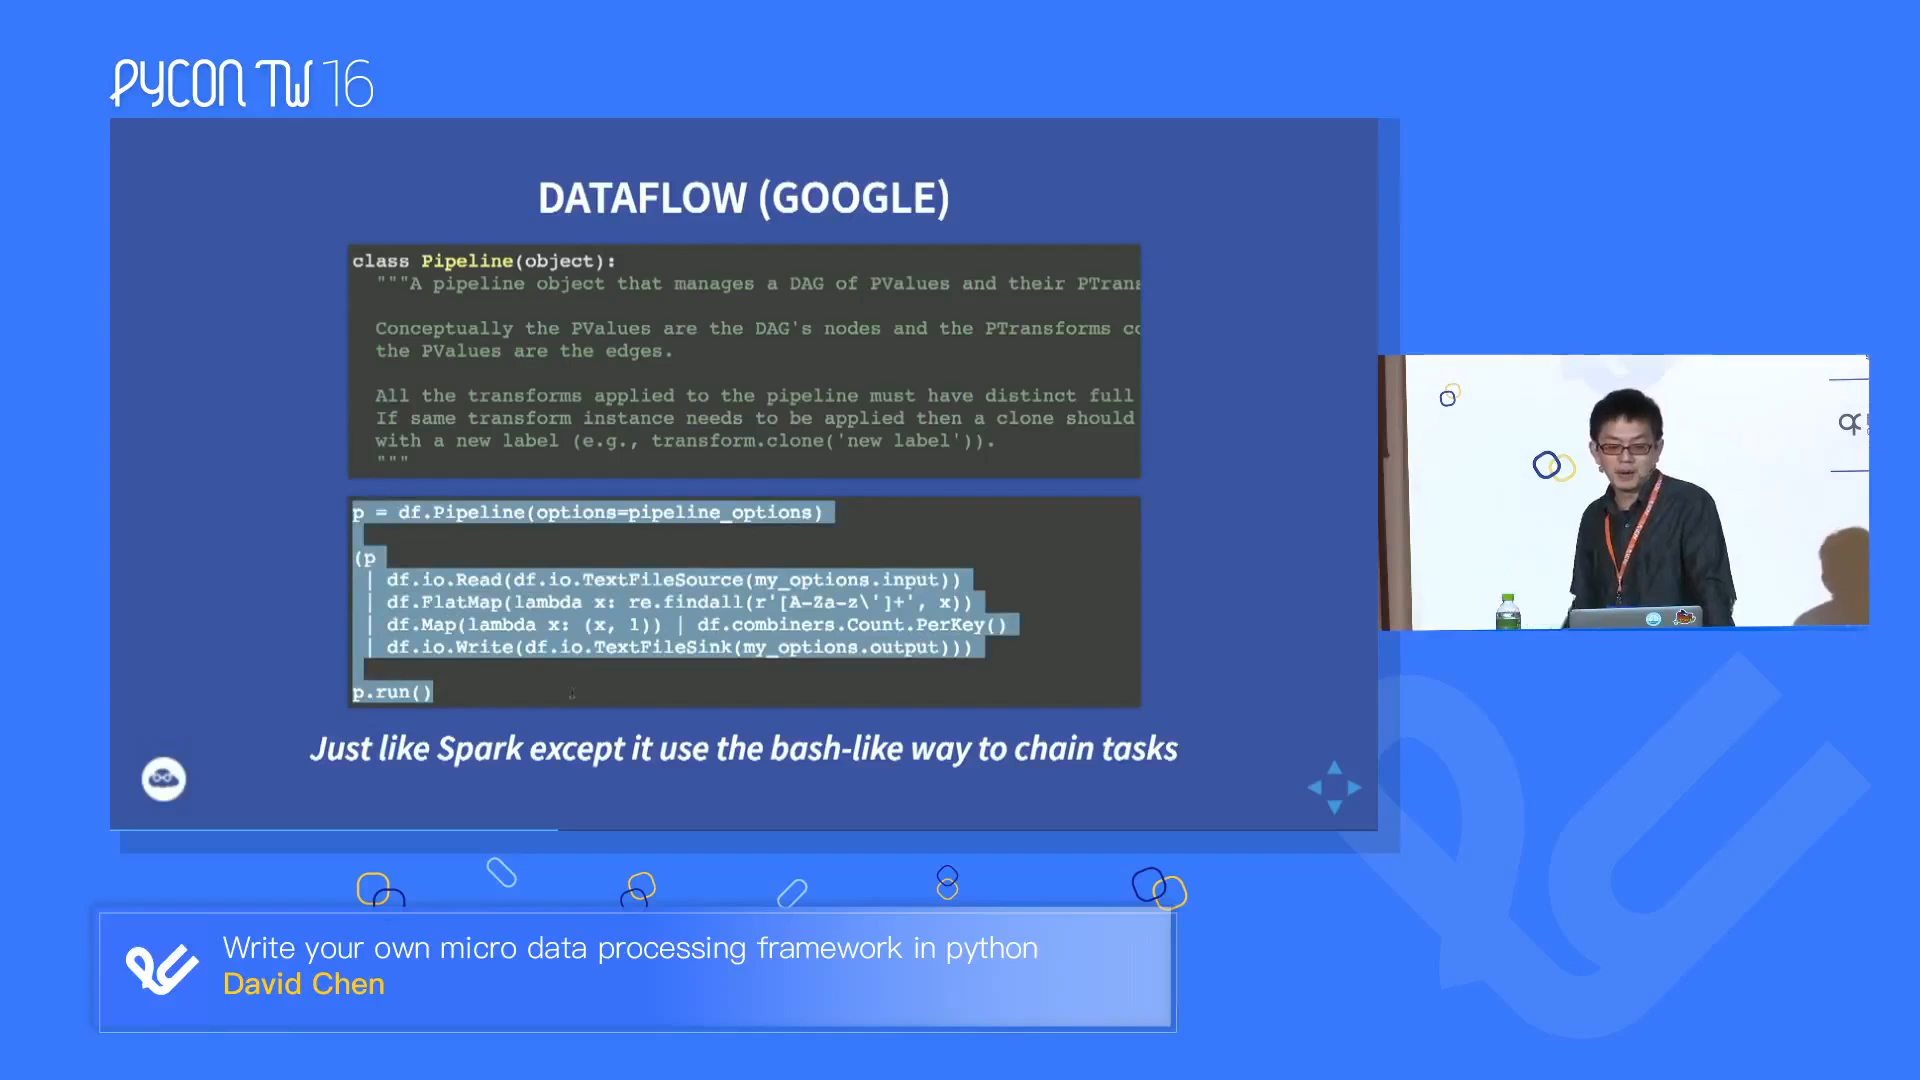 PYCON TW 16
DATAFLOW (GOOGLE)
class Pipeline(object):
"""A pipeline object that manages a DAG of PValues and their PTrans
Conceptually the PValues are the DAG's nodes and the PTransforms co
the PValues are the edges.
All the transforms applied to the pipeline must have distinct full
If same transform instance needs to be applied then a clone should
with a new label (e.g., transform.clone('new label')).
"""
p = df.Pipeline(options=pipeline_options)
(p
| df.io.Read(df.io.TextFileSource(my_options.input))
| df.FlatMap(lambda x: re.findall(r'[A-Za-z\']+', x))
| df.Map(lambda x: (x, 1)) | df.combiners.Count.PerKey()
| df.io.Write(df.io.TextFileSink(my_options.output)))
p.run()
Just like Spark except it use the bash-like way to chain tasks
Write your own micro data processing framework in python
David Chen